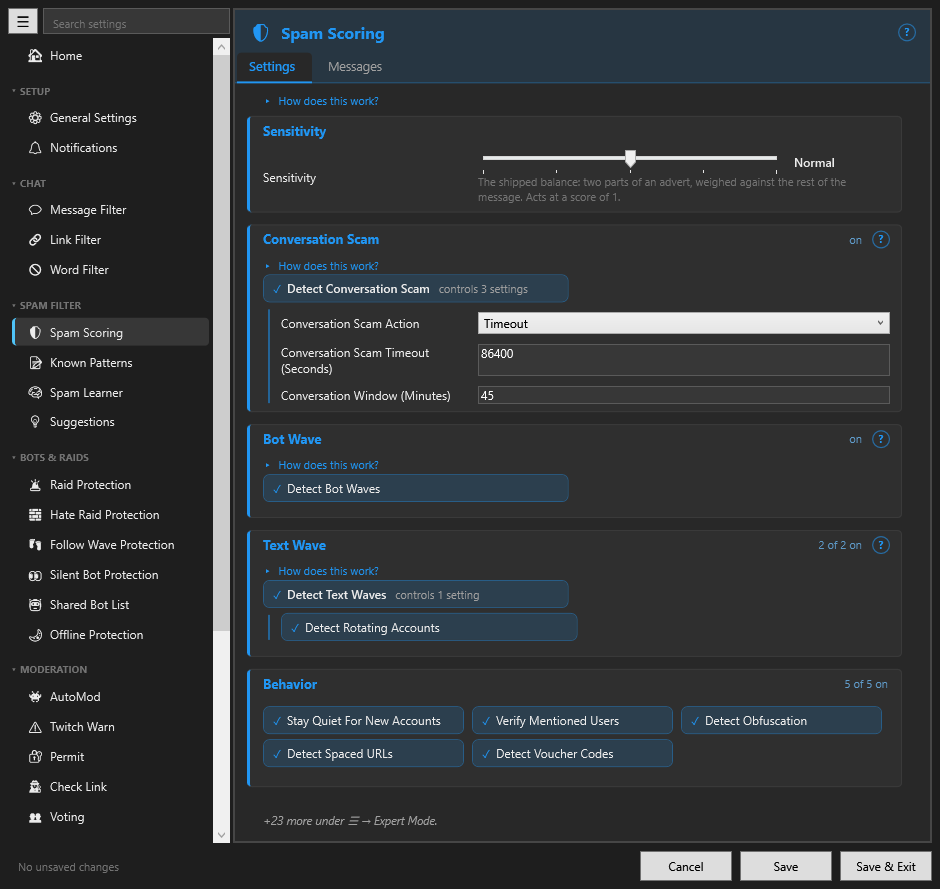 Search settings
Home
SETUP
General Settings
Notifications
CHAT
Message Filter
Link Filter
Word Filter
SPAM FILTER
Spam Scoring
Known Patterns
Spam Learner
Suggestions
BOTS & RAIDS
Raid Protection
Hate Raid Protection
Follow Wave Protection
Silent Bot Protection
Shared Bot List
Offline Protection
MODERATION
AutoMod
Twitch Warn
Permit
Check Link
Voting
No unsaved changes
Spam Scoring
?
Settings Messages
How does this work?
Sensitivity
Sensitivity
Normal
The shipped balance: two parts of an advert, weighed against the rest of the
message. Acts at a score of 1.
Conversation Scam on ?
How does this work?
✓ Detect Conversation Scam controls 3 settings
Conversation Scam Action Timeout
Conversation Scam Timeout
(Seconds)
86400
Conversation Window (Minutes) 45
Bot Wave on ?
How does this work?
✓ Detect Bot Waves
Text Wave 2 of 2 on ?
How does this work?
✓ Detect Text Waves controls 1 setting
✓ Detect Rotating Accounts
Behavior 5 of 5 on
✓ Stay Quiet For New Accounts ✓ Verify Mentioned Users ✓ Detect Obfuscation
✓ Detect Spaced URLs ✓ Detect Voucher Codes
+23 more under ☰ → Expert Mode.
Cancel Save Save & Exit